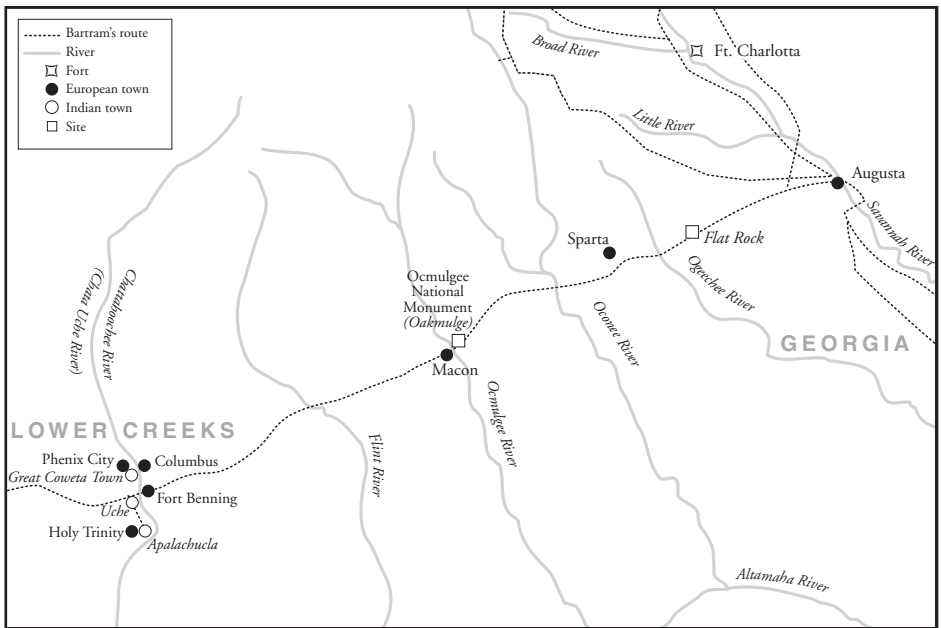 Bartram's route
River
Fort
European town
Indian town
Site
Broad River
Ft. Charlotta
Little River
Augusta
Savannah River
Sparta
Flat Rock
Ogeechee River
Ocmulgee
National
Monument
(Oakmulge)
Chattahoochee River
(Chata Uche River)
Oconee River
GEORGIA
Macon
Ocmulgee River
LOWER CREEKS
Flint River
Phenix City
Columbus
Great Coweta Town
Fort Benning
Uche
Holy Trinity
Apalachucla
Altamaha River